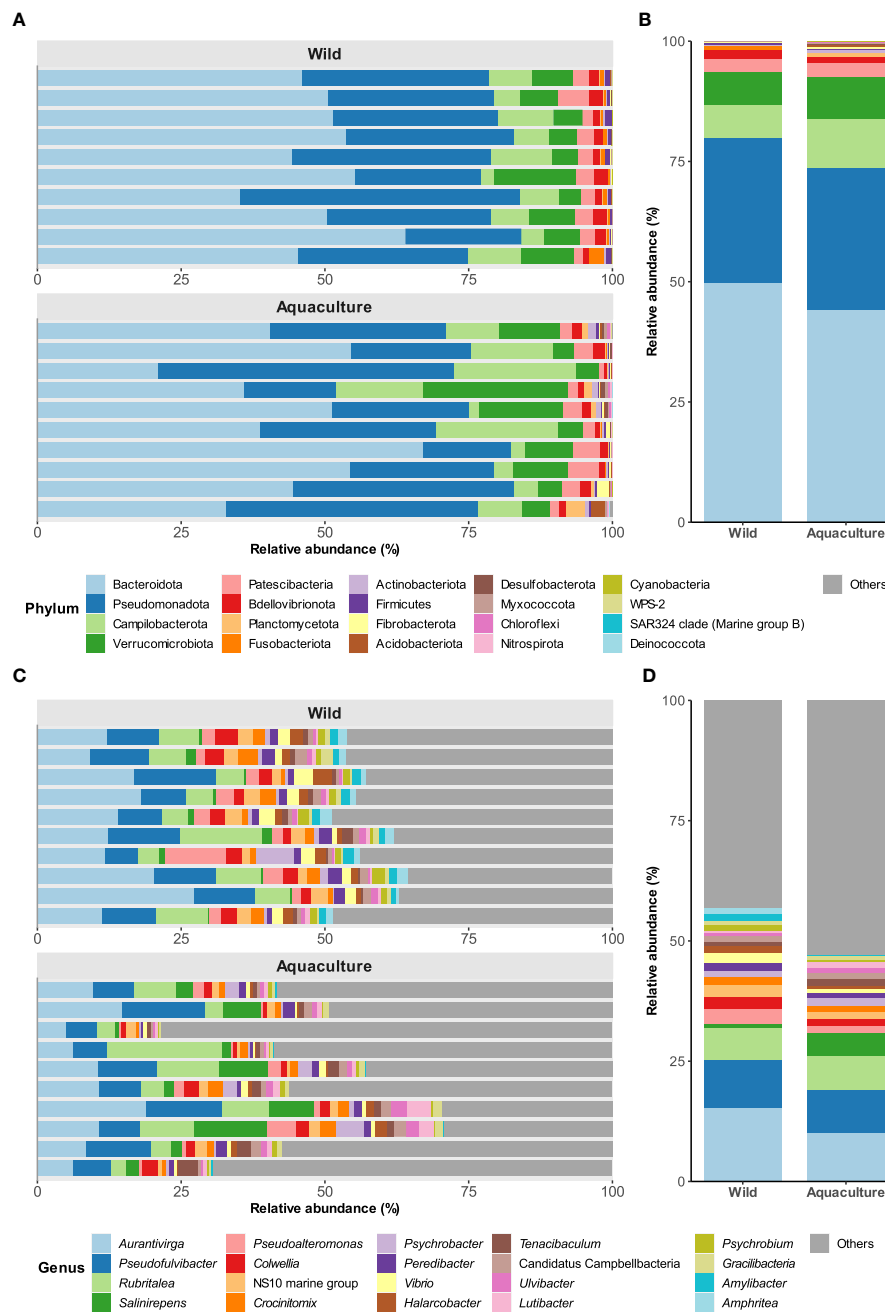 A
B
Wild
0 25 50 75 100
Aquaculture
0 25 50 75 100
Relative abundance (%)
100
75
50
25
0
Relative abundance (%)
Wild Aquaculture
Phylum
Bacteroidota Patescibacteria Actinobacteriota Desulfobacterota Cyanobacteria Others
Pseudomonadota Bdellovibrionota Firmicutes Myxococcota WPS-2
Campilobacterota Planctomycetota Fibrobacterota Chloroflexi SAR324 clade (Marine group B)
Verrucomicrobiota Fusobacteriota Acidobacteriota Nitrospirota Deinococcota
C
D
Wild
0 25 50 75 100
Aquaculture
0 25 50 75 100
Relative abundance (%)
100
75
50
25
0
Relative abundance (%)
Wild Aquaculture
Genus
Aurantivirga Pseudoalteromonas Psychrobacter Tenacibaculum Psychrobium Others
Pseudofulvibacter Colwellia Peredibacter Candidatus Campbellbacteria Gracilibacteria
Rubritalea NS10 marine group Vibrio Ulvibacter Amylibacter
Salinirepens Crocinitomix Halarcobacter Lutibacter Amphritea